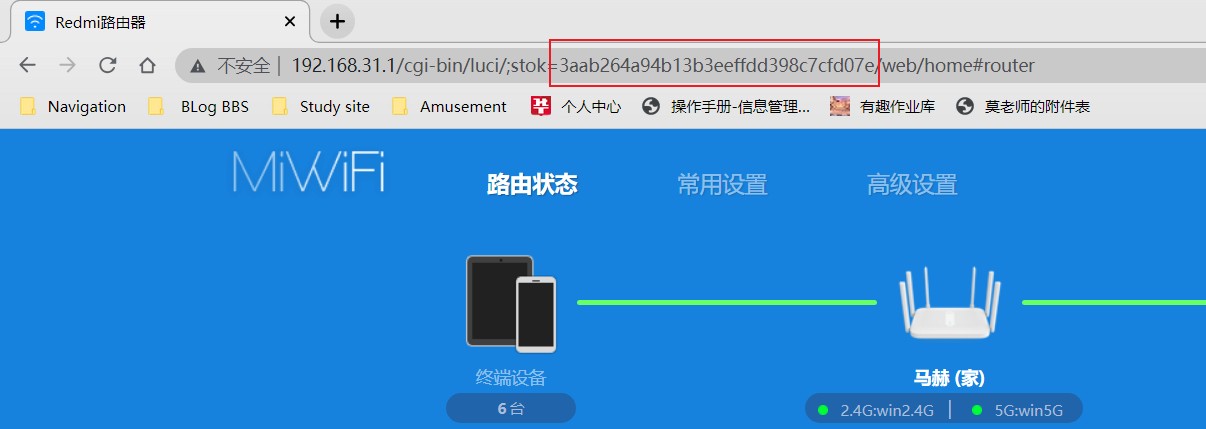 Redmi路由器
不安全 | 192.168.31.1/cgi-bin/luci/;stok=3aab264a94b13b3eeffdd398c7cfd07e/web/home#router
Navigation BLog BBS Study site Amusement 个人中心 操作手册-信息管理... 有趣作业库 莫老师的附件表
MiWiFi 路由状态 常用设置 高级设置
终端设备 马赫 (家)
6台 2.4G:win2.4G | 5G:win5G